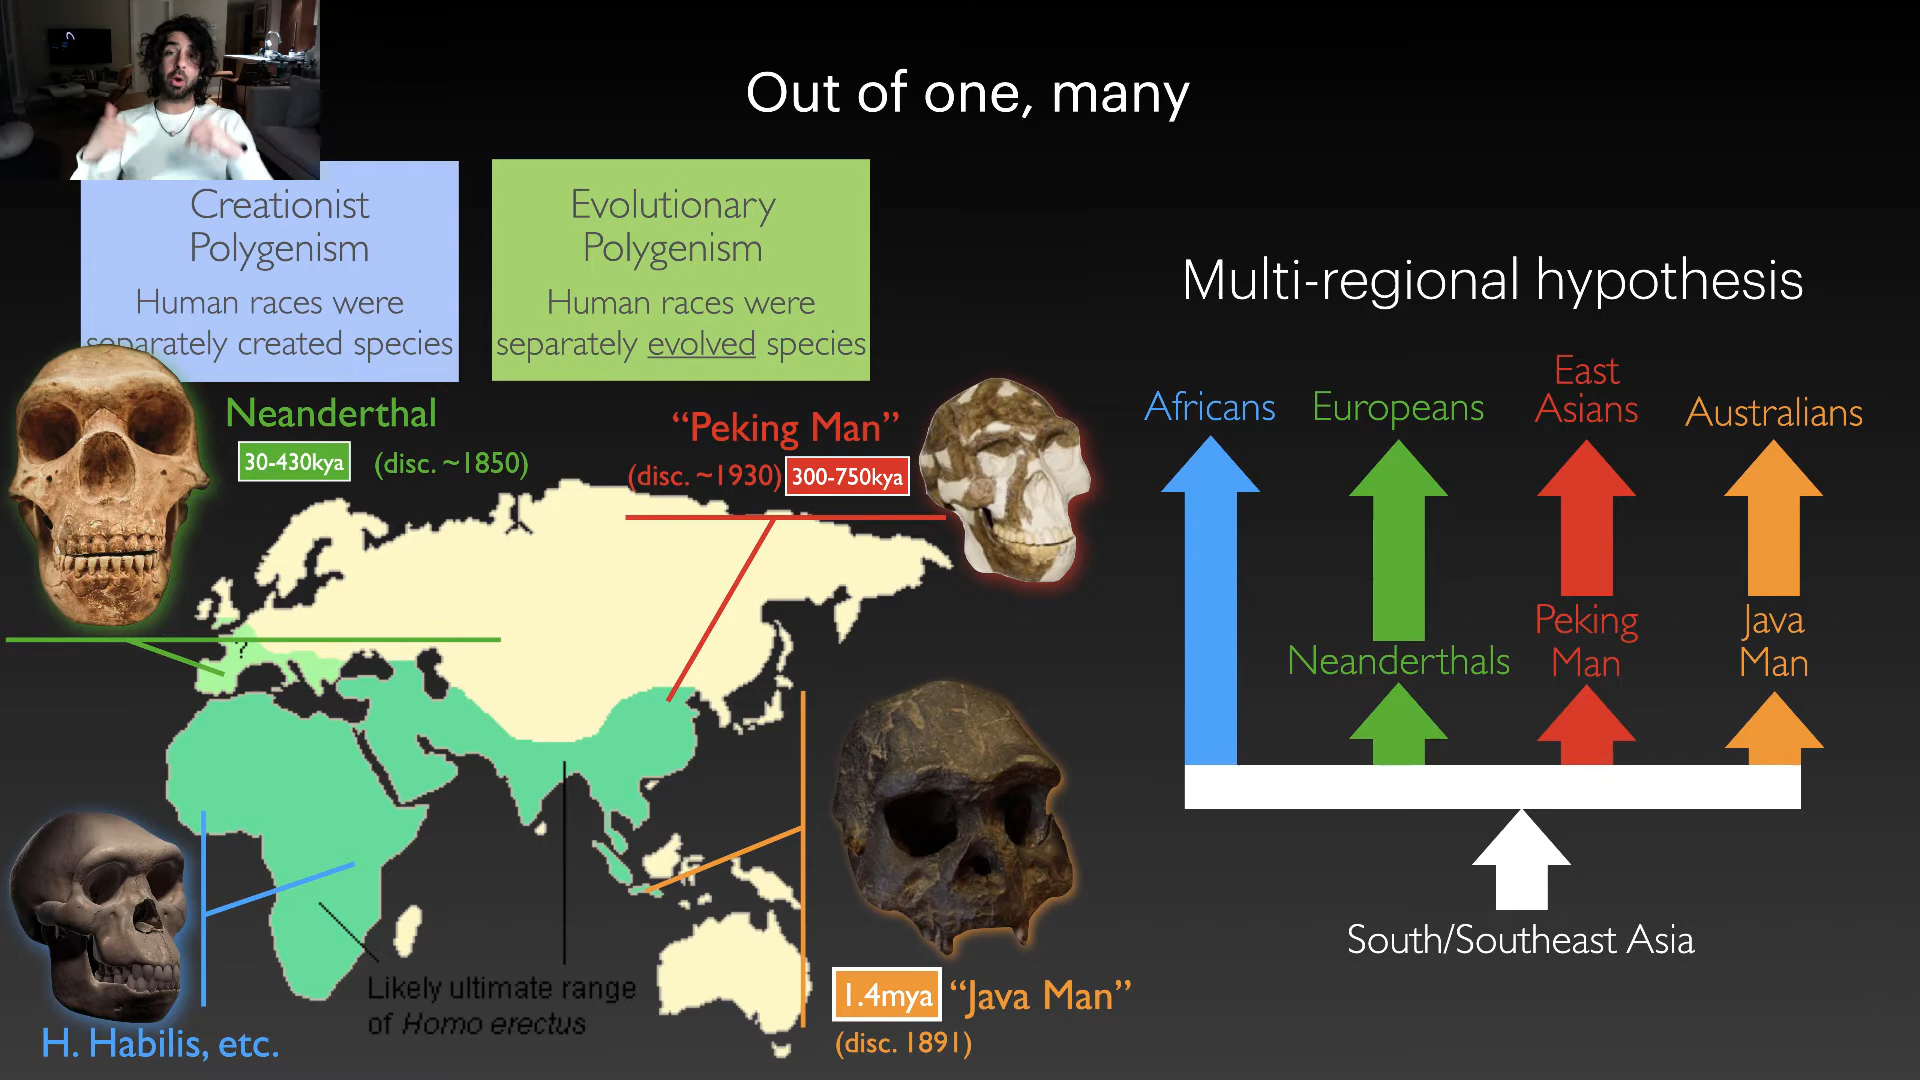 Out of one, many
Creationist
Polygenism
Human races were
separately created species
Evolutionary
Polygenism
Human races were
separately evolved species
Neanderthal
30-430kya (disc. ~1850)
“Peking Man”
(disc. ~1930) 300-750kya
?
Likely ultimate range
of Homo erectus
H. Habilis, etc.
1.4mya “Java Man”
(disc. 1891)
Multi-regional hypothesis
Africans
Europeans
East
Asians
Australians
Neanderthals
Peking
Man
Java
Man
South/Southeast Asia